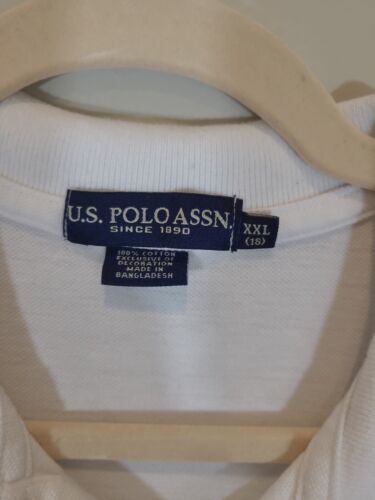 U.S. POLO ASSN.
SINCE 1890
XXL
(18)
100% COTTON
EXCLUSIVE OF
DECORATION
MADE IN
BANGLADESH